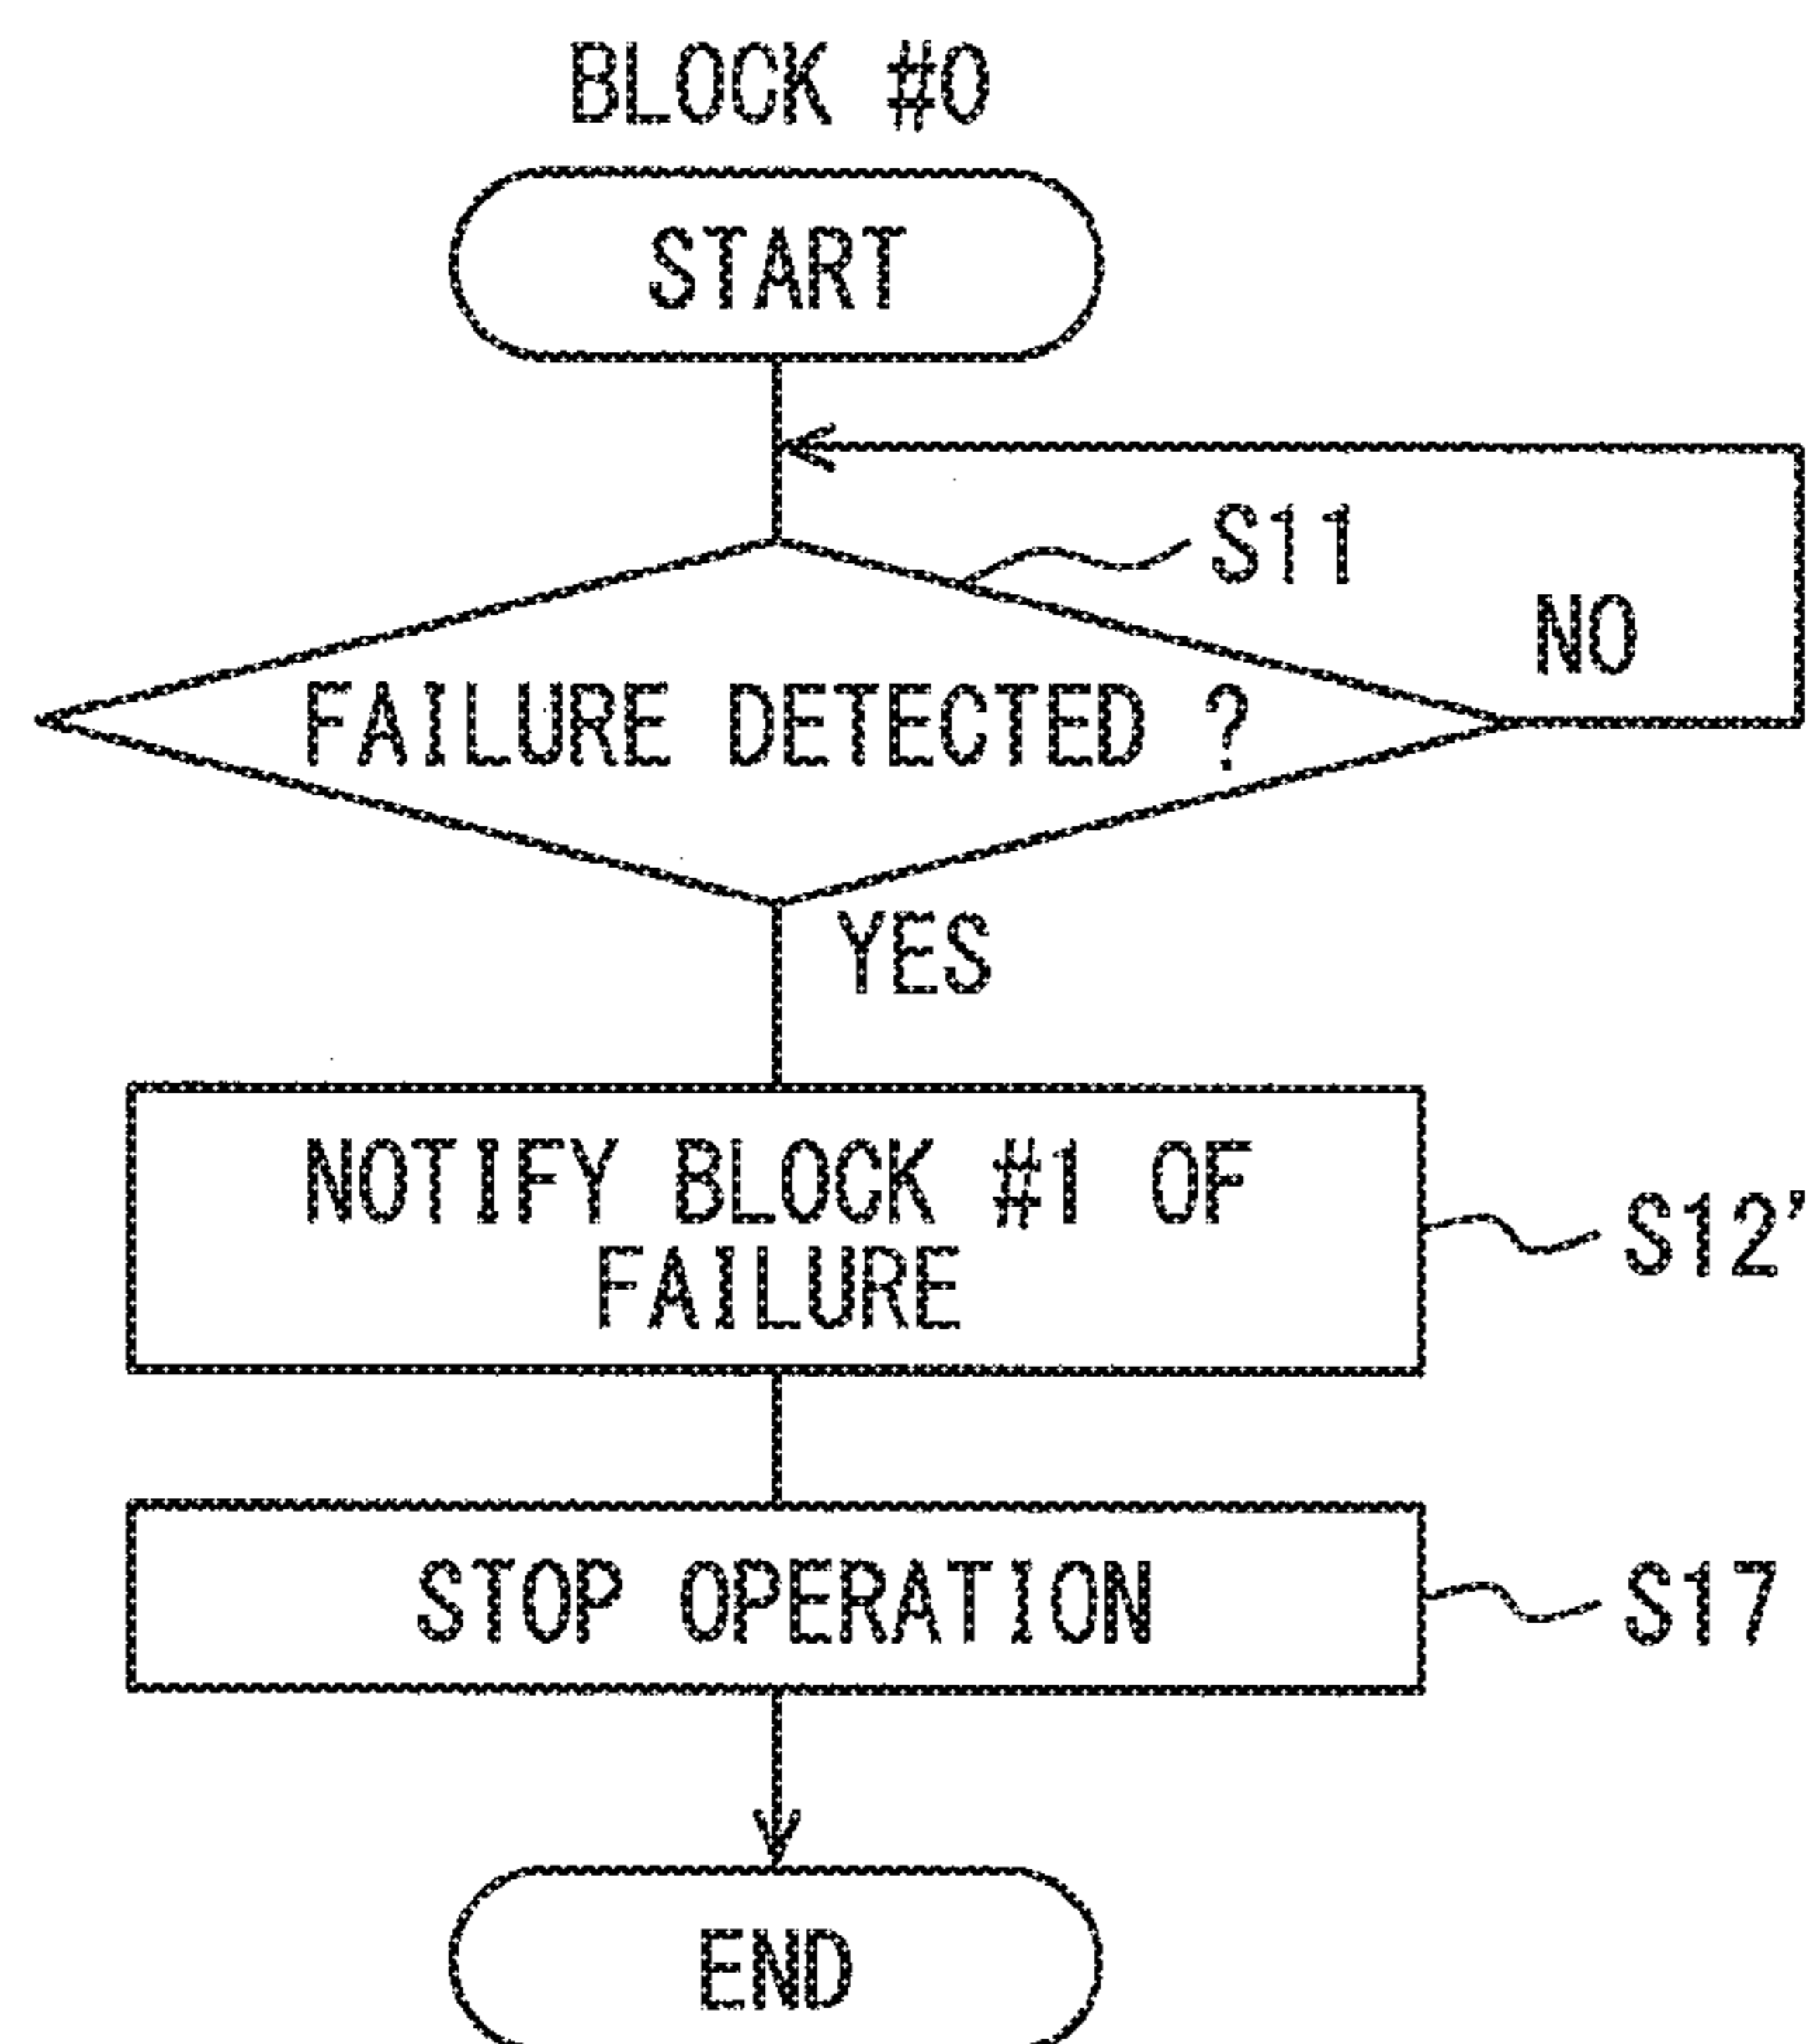 BLOCK #0
START
S11
NO
FAILURE DETECTED ?
YES
NOTIFY BLOCK #1 OF
FAILURE
S12'
STOP OPERATION
S17
END